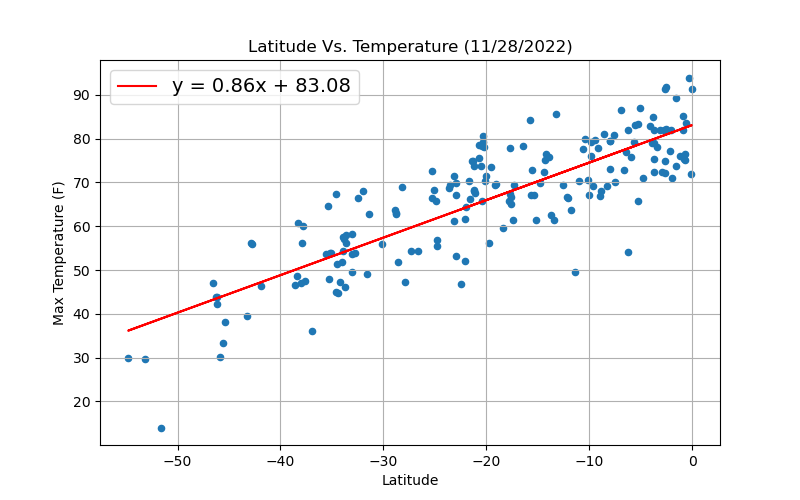 Latitude Vs. Temperature (11/28/2022)
y = 0.86x + 83.08
90
80
70
60
50
40
30
20
Max Temperature (F)
−50 −40 −30 −20 −10 0
Latitude